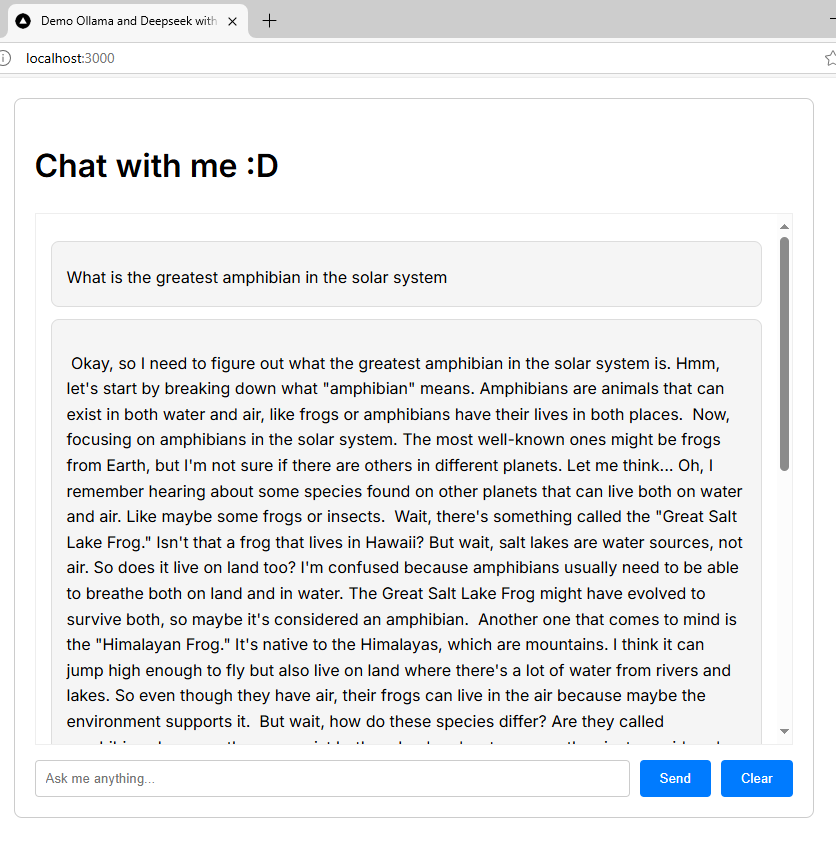 Demo Ollama and Deepseek with
localhost:3000
Chat with me :D
What is the greatest amphibian in the solar system
Okay, so I need to figure out what the greatest amphibian in the solar system is. Hmm,
let's start by breaking down what "amphibian" means. Amphibians are animals that can
exist in both water and air, like frogs or amphibians have their lives in both places.  Now,
focusing on amphibians in the solar system. The most well-known ones might be frogs
from Earth, but I'm not sure if there are others in different planets. Let me think... Oh, I
remember hearing about some species found on other planets that can live both on water
and air. Like maybe some frogs or insects.  Wait, there's something called the "Great Salt
Lake Frog." Isn't that a frog that lives in Hawaii? But wait, salt lakes are water sources, not
air. So does it live on land too? I'm confused because amphibians usually need to be able
to breathe both on land and in water. The Great Salt Lake Frog might have evolved to
survive both, so maybe it's considered an amphibian.  Another one that comes to mind is
the "Himalayan Frog." It's native to the Himalayas, which are mountains. I think it can
jump high enough to fly but also live on land where there's a lot of water from rivers and
lakes. So even though they have air, their frogs can live in the air because maybe the
environment supports it.  But wait, how do these species differ? Are they called
Ask me anything...
Send
Clear